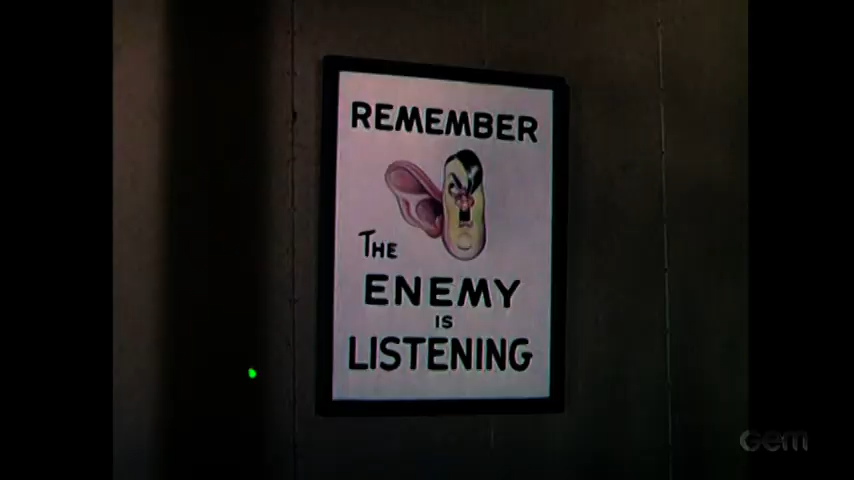 REMEMBER
THE
ENEMY
IS
LISTENING
Gem